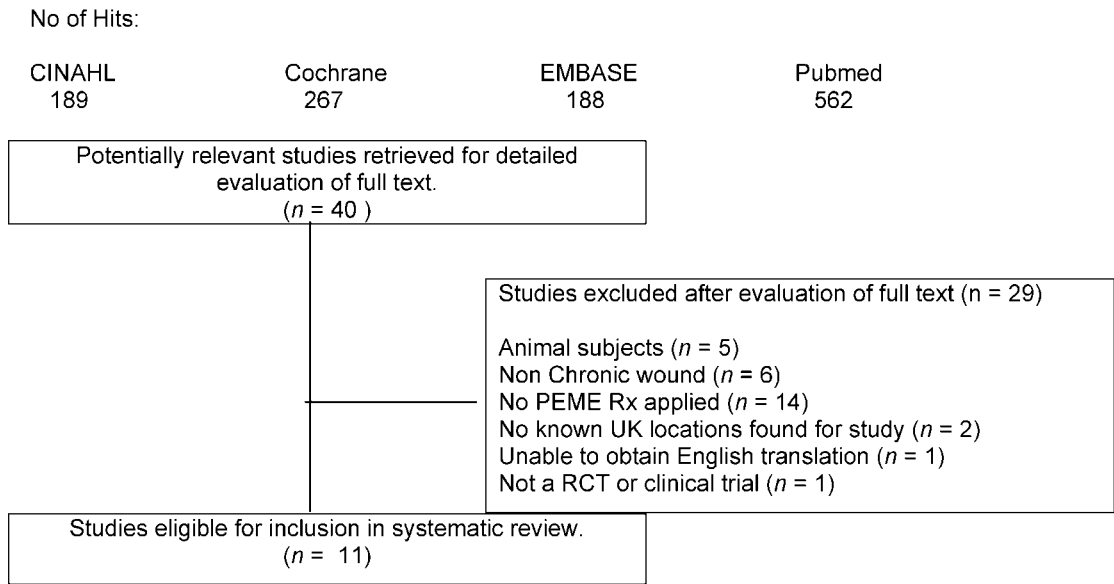 No of Hits:
CINAHL Cochrane EMBASE Pubmed
189 267 188 562
Potentially relevant studies retrieved for detailed
evaluation of full text.
(n = 40 )
Studies excluded after evaluation of full text (n = 29)
Animal subjects (n = 5)
Non Chronic wound (n = 6)
No PEME Rx applied (n = 14)
No known UK locations found for study (n = 2)
Unable to obtain English translation (n = 1)
Not a RCT or clinical trial (n = 1)
Studies eligible for inclusion in systematic review.
(n = 11)